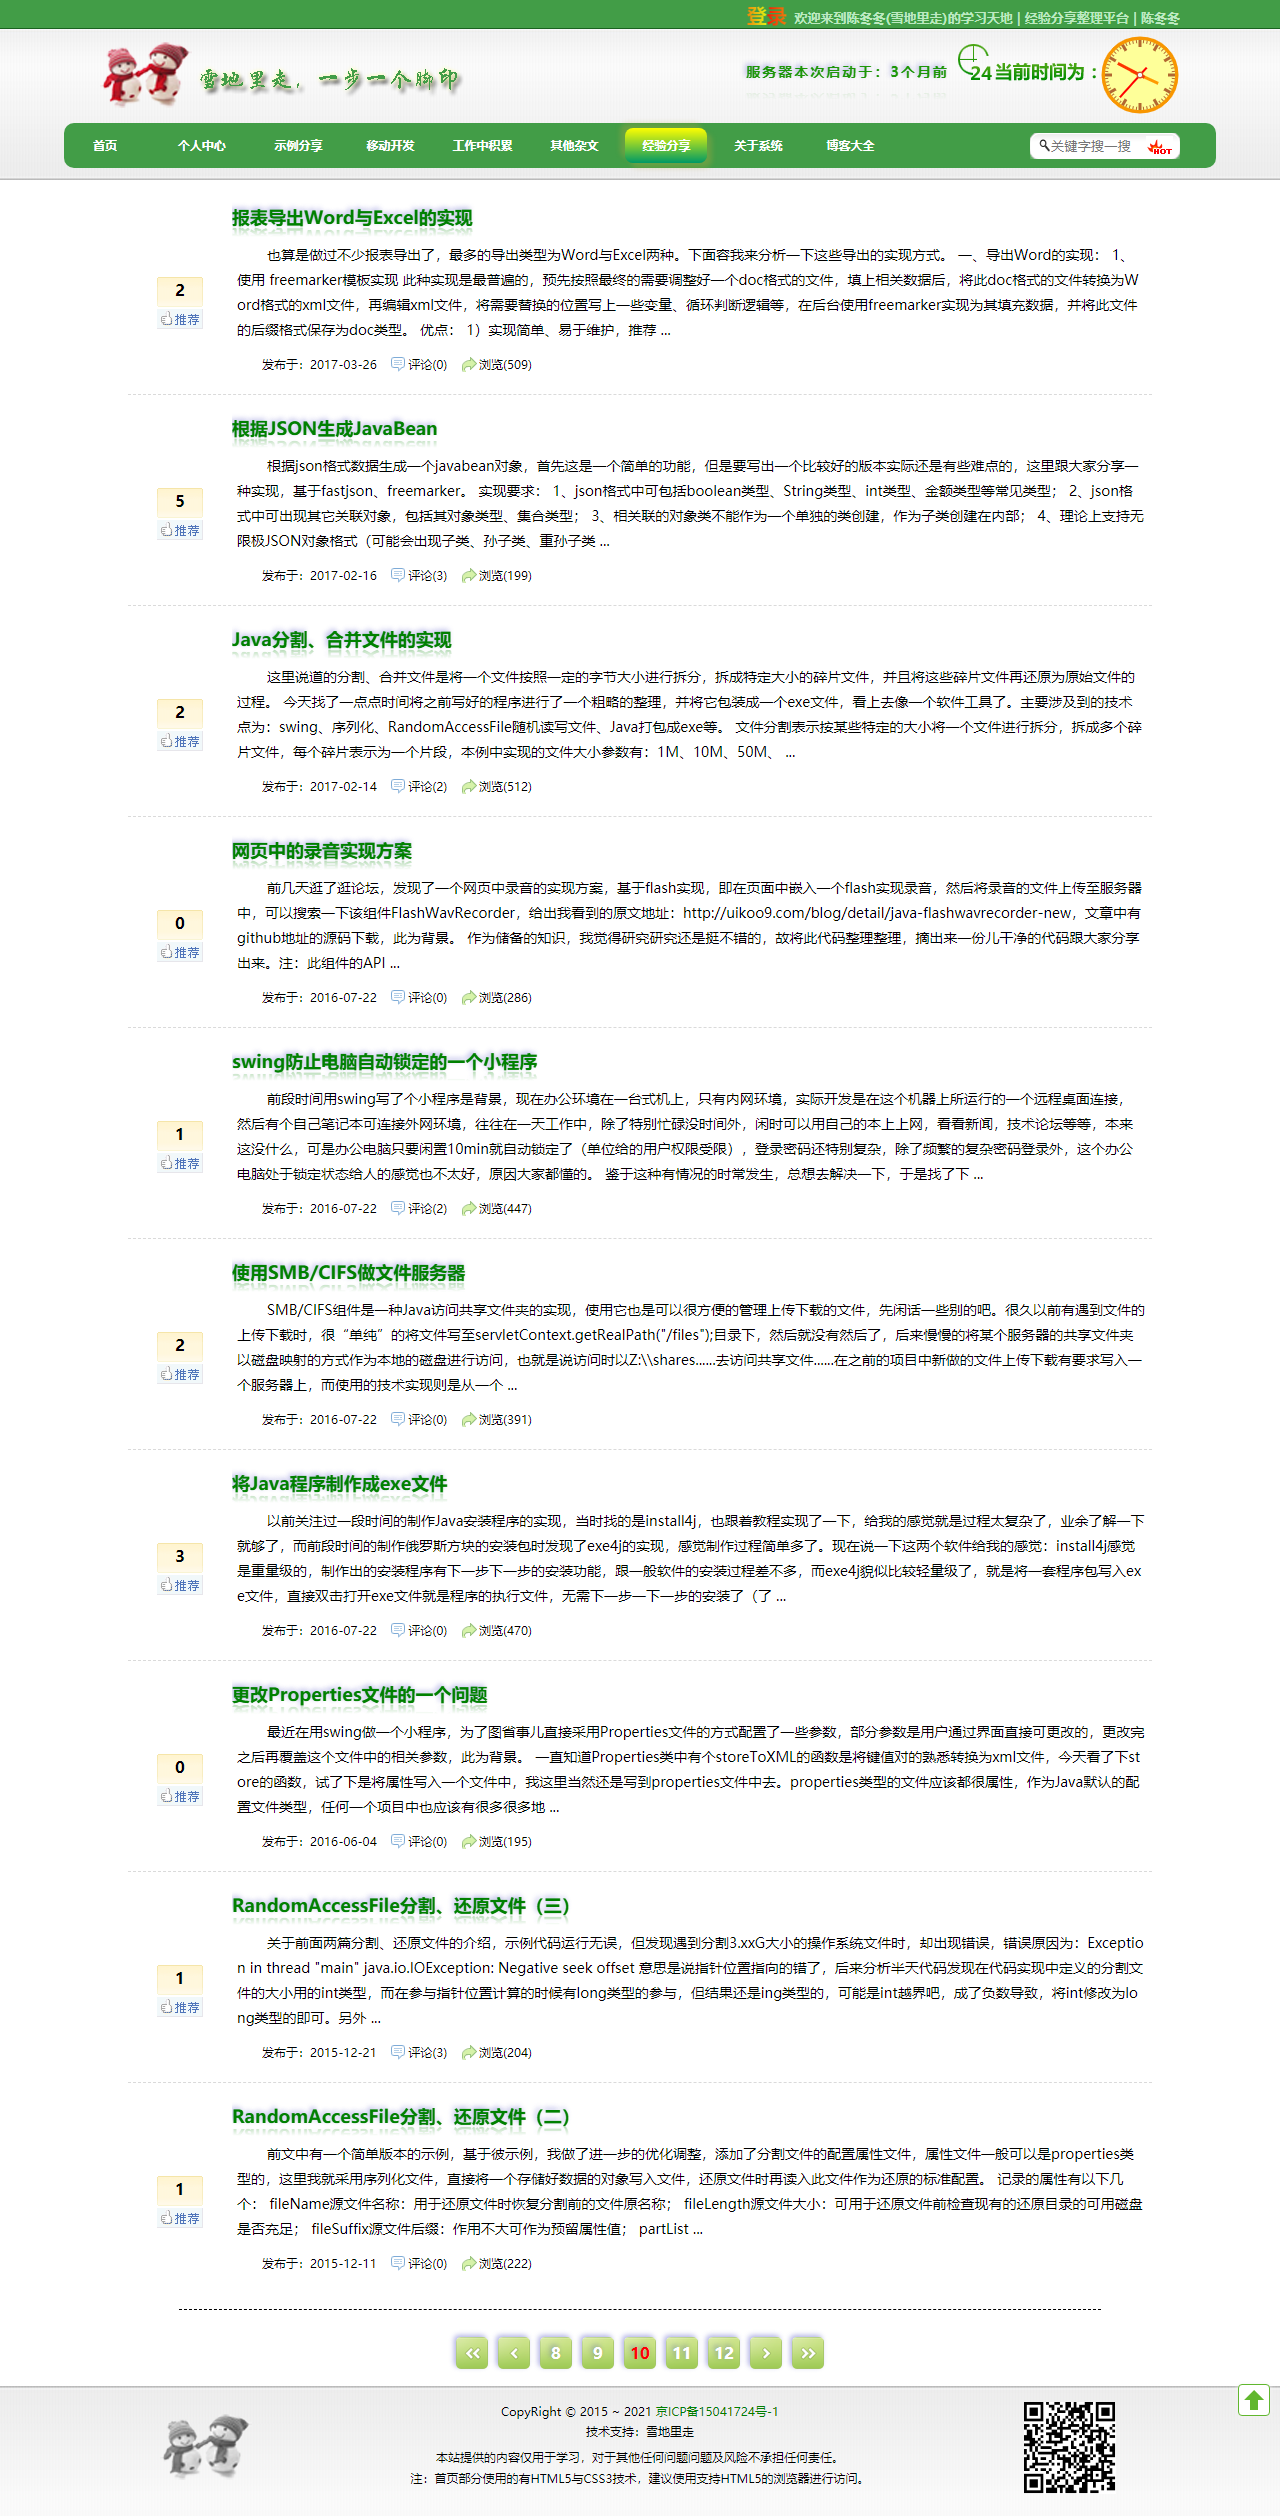 登录 欢迎来到陈冬冬(雪地里走)的学习天地 | 经验分享整理平台 | 陈冬冬
雪地里走，一步一个脚印
服务器本次启动于：3个月前
24 当前时间为：
首页 个人中心 示例分享 移动开发 工作中积累 其他杂文 经验分享 关于系统 博客大全
关键字搜一搜 HOT
报表导出Word与Excel的实现
也算是做过不少报表导出了，最多的导出类型为Word与Excel两种。下面容我来分析一下这些导出的实现方式。 一、导出Word的实现： 1、
使用 freemarker模板实现 此种实现是最普遍的，预先按照最终的需要调整好一个doc格式的文件，填上相关数据后，将此doc格式的文件转换为W
ord格式的xml文件，再编辑xml文件，将需要替换的位置写上一些变量、循环判断逻辑等，在后台使用freemarker实现为其填充数据，并将此文件
的后缀格式保存为doc类型。 优点： 1）实现简单、易于维护，推荐 ...
2
推荐
发布于：2017-03-26 评论(0) 浏览(509)
根据JSON生成JavaBean
根据json格式数据生成一个javabean对象，首先这是一个简单的功能，但是要写出一个比较好的版本实际还是有些难点的，这里跟大家分享一
种实现，基于fastjson、freemarker。 实现要求： 1、json格式中可包括boolean类型、String类型、int类型、金额类型等常见类型； 2、json格
式中可出现其它关联对象，包括其对象类型、集合类型； 3、相关联的对象类不能作为一个单独的类创建，作为子类创建在内部； 4、理论上支持无
限极JSON对象格式（可能会出现子类、孙子类、重孙子类 ...
5
推荐
发布于：2017-02-16 评论(3) 浏览(199)
Java分割、合并文件的实现
这里说道的分割、合并文件是将一个文件按照一定的字节大小进行拆分，拆成特定大小的碎片文件，并且将这些碎片文件再还原为原始文件的
过程。 今天找了一点点时间将之前写好的程序进行了一个粗略的整理，并将它包装成一个exe文件，看上去像一个软件工具了。主要涉及到的技术
点为：swing、序列化、RandomAccessFile随机读写文件、Java打包成exe等。 文件分割表示按某些特定的大小将一个文件进行拆分，拆成多个碎
片文件，每个碎片表示为一个片段，本例中实现的文件大小参数有：1M、10M、50M、 ...
2
推荐
发布于：2017-02-14 评论(2) 浏览(512)
网页中的录音实现方案
前几天逛了逛论坛，发现了一个网页中录音的实现方案，基于flash实现，即在页面中嵌入一个flash实现录音，然后将录音的文件上传至服务器
中，可以搜索一下该组件FlashWavRecorder，给出我看到的原文地址：http://uikoo9.com/blog/detail/java-flashwavrecorder-new，文章中有
github地址的源码下载，此为背景。 作为储备的知识，我觉得研究研究还是挺不错的，故将此代码整理整理，摘出来一份儿干净的代码跟大家分享
出来。注：此组件的API ...
0
推荐
发布于：2016-07-22 评论(0) 浏览(286)
swing防止电脑自动锁定的一个小程序
前段时间用swing写了个小程序是背景，现在办公环境在一台式机上，只有内网环境，实际开发是在这个机器上所运行的一个远程桌面连接，
然后有个自己笔记本可连接外网环境，往往在一天工作中，除了特别忙碌没时间外，闲时可以用自己的本上上网，看看新闻，技术论坛等等，本来
这没什么，可是办公电脑只要闲置10min就自动锁定了（单位给的用户权限受限），登录密码还特别复杂，除了频繁的复杂密码登录外，这个办公
电脑处于锁定状态给人的感觉也不太好，原因大家都懂的。 鉴于这种有情况的时常发生，总想去解决一下，于是找了下 ...
1
推荐
发布于：2016-07-22 评论(2) 浏览(447)
使用SMB/CIFS做文件服务器
SMB/CIFS组件是一种Java访问共享文件夹的实现，使用它也是可以很方便的管理上传下载的文件，先闲话一些别的吧。很久以前有遇到文件的
上传下载时，很“单纯”的将文件写至servletContext.getRealPath("/files");目录下，然后就没有然后了，后来慢慢的将某个服务器的共享文件夹
以磁盘映射的方式作为本地的磁盘进行访问，也就是说访问时以Z:\\shares......去访问共享文件......在之前的项目中新做的文件上传下载有要求写入一
个服务器上，而使用的技术实现则是从一个 ...
2
推荐
发布于：2016-07-22 评论(0) 浏览(391)
将Java程序制作成exe文件
以前关注过一段时间的制作Java安装程序的实现，当时找的是install4j，也跟着教程实现了一下，给我的感觉就是过程太复杂了，业余了解一下
就够了，而前段时间的制作俄罗斯方块的安装包时发现了exe4j的实现，感觉制作过程简单多了。现在说一下这两个软件给我的感觉：install4j感觉
是重量级的，制作出的安装程序有下一步下一步的安装功能，跟一般软件的安装过程差不多，而exe4j貌似比较轻量级了，就是将一套程序包写入ex
e文件，直接双击打开exe文件就是程序的执行文件，无需下一步一下一步的安装了（了 ...
3
推荐
发布于：2016-07-22 评论(0) 浏览(470)
更改Properties文件的一个问题
最近在用swing做一个小程序，为了图省事儿直接采用Properties文件的方式配置了一些参数，部分参数是用户通过界面直接可更改的，更改完
之后再覆盖这个文件中的相关参数，此为背景。 一直知道Properties类中有个storeToXML的函数是将键值对的熟悉转换为xml文件，今天看了下st
ore的函数，试了下是将属性写入一个文件中，我这里当然还是写到properties文件中去。properties类型的文件应该都很属性，作为Java默认的配
置文件类型，任何一个项目中也应该有很多很多地 ...
0
推荐
发布于：2016-06-04 评论(0) 浏览(195)
RandomAccessFile分割、还原文件（三）
关于前面两篇分割、还原文件的介绍，示例代码运行无误，但发现遇到分割3.xxG大小的操作系统文件时，却出现错误，错误原因为：Exceptio
n in thread "main" java.io.IOException: Negative seek offset 意思是说指针位置指向的错了，后来分析半天代码发现在代码实现中定义的分割文
件的大小用的int类型，而在参与指针位置计算的时候有long类型的参与，但结果还是ing类型的，可能是int越界吧，成了负数导致，将int修改为lo
ng类型的即可。另外 ...
1
推荐
发布于：2015-12-21 评论(3) 浏览(204)
RandomAccessFile分割、还原文件（二）
前文中有一个简单版本的示例，基于彼示例，我做了进一步的优化调整，添加了分割文件的配置属性文件，属性文件一般可以是properties类
型的，这里我就采用序列化文件，直接将一个存储好数据的对象写入文件，还原文件时再读入此文件作为还原的标准配置。 记录的属性有以下几
个： fileName源文件名称：用于还原文件时恢复分割前的文件原名称； fileLength源文件大小：可用于还原文件前检查现有的还原目录的可用磁盘
是否充足； fileSuffix源文件后缀：作用不大可作为预留属性值； partList ...
1
推荐
发布于：2015-12-11 评论(0) 浏览(222)
<< < 8 9 10 11 12 > >>
CopyRight © 2015 ~ 2021 京ICP备15041724号-1
技术支持：雪地里走
本站提供的内容仅用于学习，对于其他任何问题问题及风险不承担任何责任。
注：首页部分使用的有HTML5与CSS3技术，建议使用支持HTML5的浏览器进行访问。